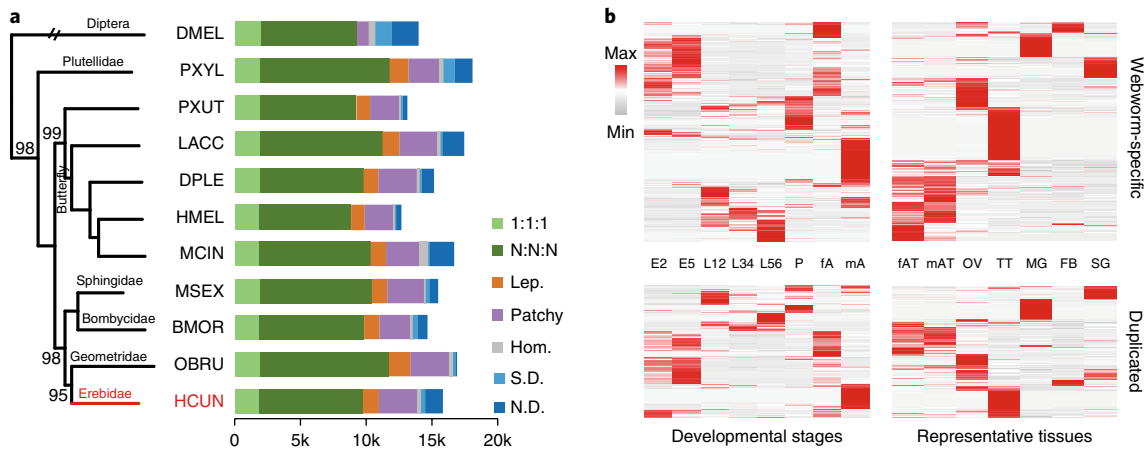 a
Diptera
Plutellidae
99
98
Butterfly
Sphingidae
Bombycidae
98
Geometridae
95
Erebidae
DMEL
PXYL
PXUT
LACC
DPLE
HMEL
MCIN
MSEX
BMOR
OBRU
HCUN
0 5k 10k 15k 20k
1:1:1
N:N:N
Lep.
Patchy
Hom.
S.D.
N.D.
b
Max
Min
Webworm-specific
E2 E5 L12 L34 L56 P fA mA
fAT mAT OV TT MG FB SG
Duplicated
Developmental stages
Representative tissues